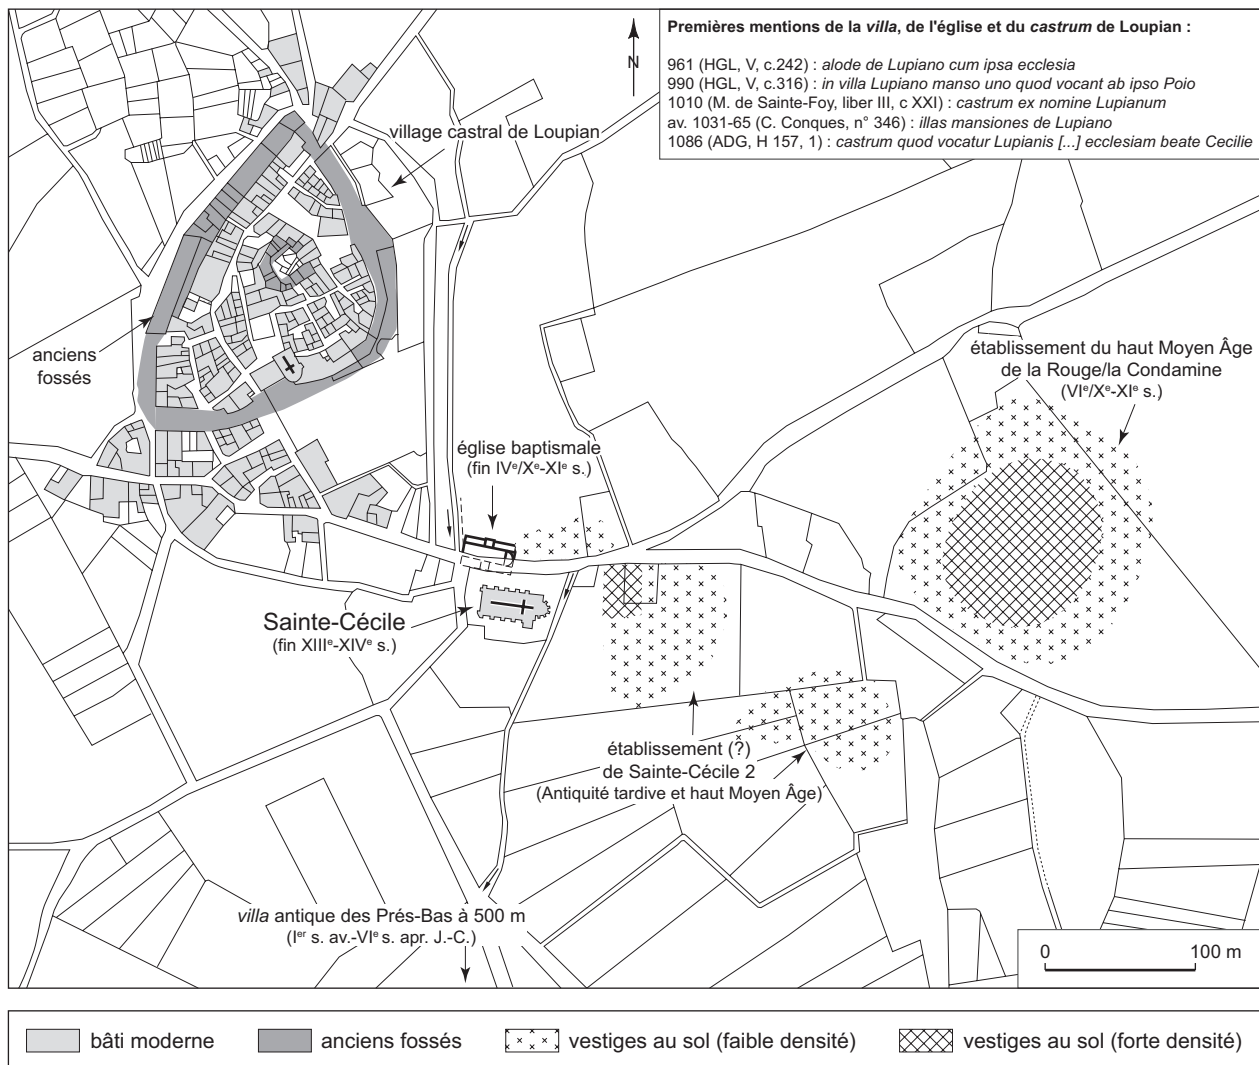 Premières mentions de la villa, de l'église et du castrum de Loupian :
961 (HGL, V, c.242) : alode de Lupiano cum ipsa ecclesia
990 (HGL, V, c.316) : in villa Lupiano manso uno quod vocant ab ipso Poio
1010 (M. de Sainte-Foy, liber III, c XXI) : castrum ex nomine Lupianum
av. 1031-65 (C. Conques, n° 346) : illas mansiones de Lupiano
1086 (ADG, H 157, 1) : castrum quod vocatur Lupianis [...] ecclesiam beate Cecilie
N
village castral de Loupian
anciens
fossés
établissement du haut Moyen Âge
de la Rouge/la Condamine
(VIe/Xe-XIe s.)
église baptismale
(fin IVe/Xe-XIe s.)
Sainte-Cécile
(fin XIIIe-XIVe s.)
établissement (?)
de Sainte-Cécile 2
(Antiquité tardive et haut Moyen Âge)
villa antique des Prés-Bas à 500 m
(Ier s. av.-VIe s. apr. J.-C.)
0 100 m
bâti moderne
anciens fossés
vestiges au sol (faible densité)
vestiges au sol (forte densité)